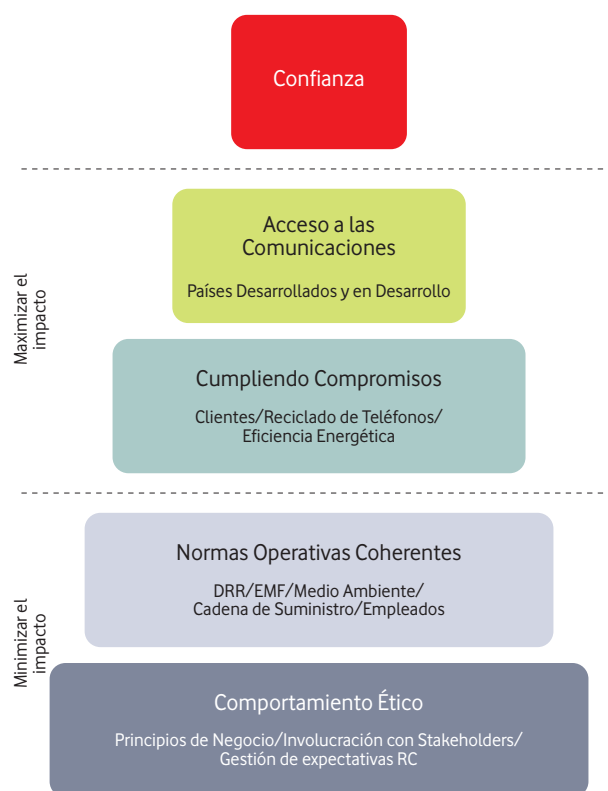 Confianza
Maximizar el
impacto
Acceso a las
Comunicaciones
Países Desarrollados y en Desarrollo
Cumpliendo Compromisos
Clientes/Reciclado de Teléfonos/
Eficiencia Energética
Minimizar el
impacto
Normas Operativas Coherentes
DRR/EMF/Medio Ambiente/
Cadena de Suministro/Empleados
Comportamiento Ético
Principios de Negocio/Involucración con Stakeholders/
Gestión de expectativas RC